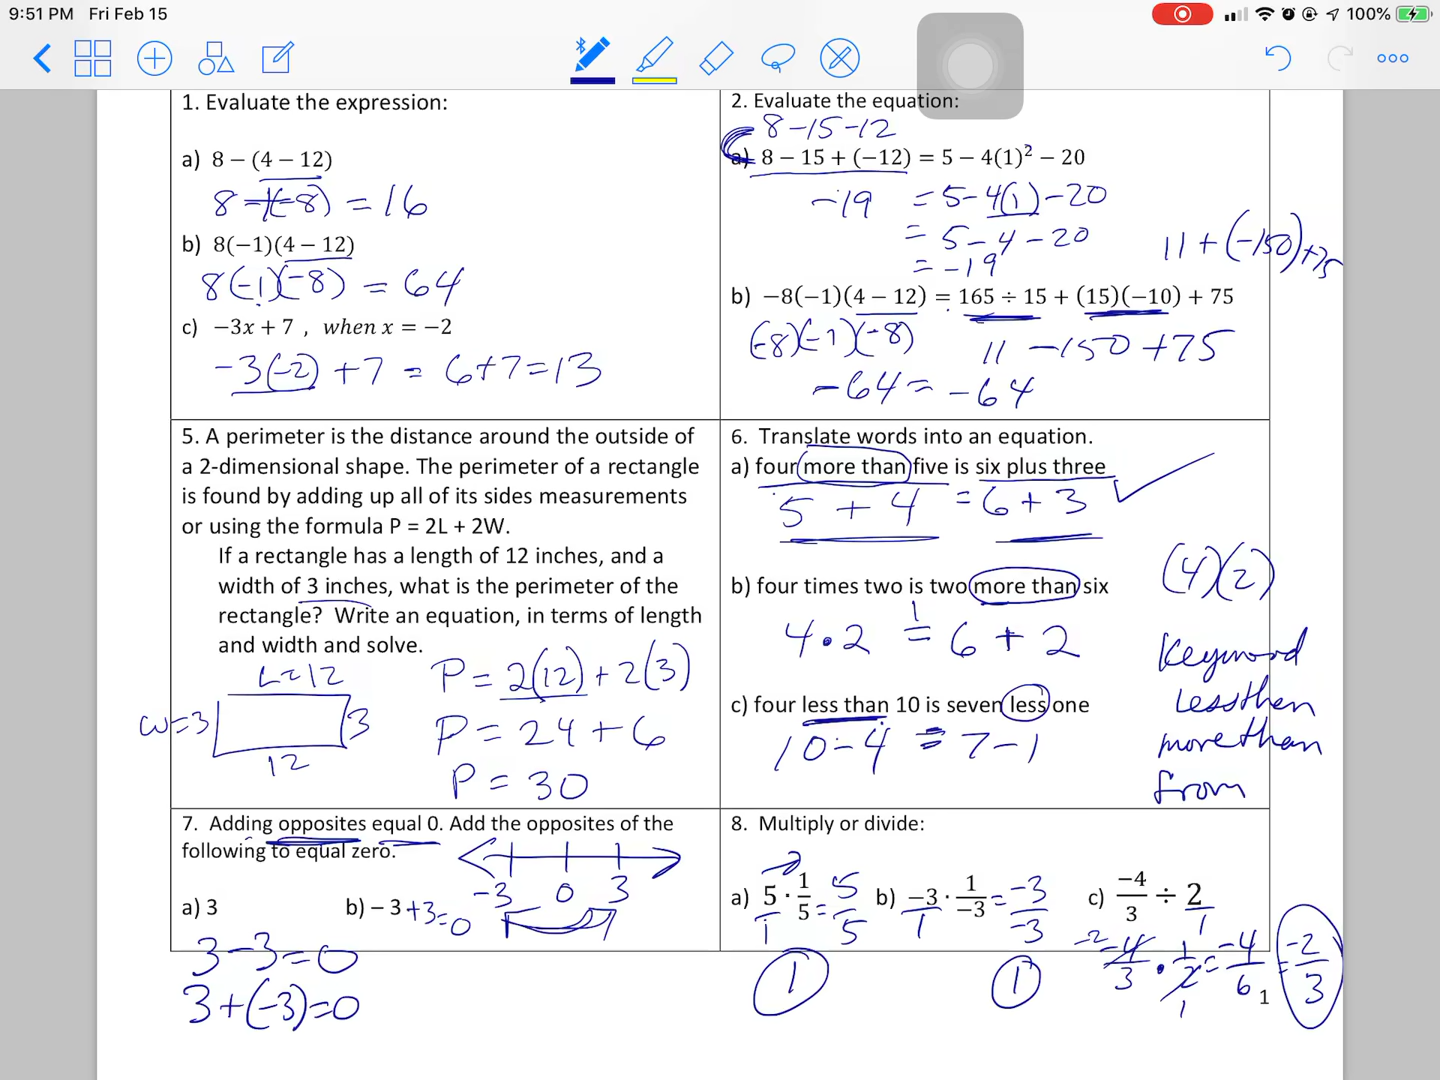 9:51 PM Fri Feb 15
100%
1. Evaluate the expression:
a) 8 − (4 − 12)
8 -1(-8) = 16
b) 8(−1)(4 − 12)
8(-1)(-8) = 64
c) −3x + 7 , when x = −2
-3(-2) + 7 = 6+7=13
2. Evaluate the equation:
8 -15 -12
a) 8 − 15 + (−12) = 5 − 4(1)² − 20
-19 = 5 - 4(1) - 20
= 5 - 4 - 20
= -19
11 + (-150) +75
b) −8(−1)(4 − 12) = 165 ÷ 15 + (15)(−10) + 75
(-8)(-1)(-8) 11 -150 +75
-64 = -64
5. A perimeter is the distance around the outside of
a 2-dimensional shape. The perimeter of a rectangle
is found by adding up all of its sides measurements
or using the formula P = 2L + 2W.
If a rectangle has a length of 12 inches, and a
width of 3 inches, what is the perimeter of the
rectangle? Write an equation, in terms of length
and width and solve.
L=12
W=3
3
12
P = 2(12) + 2(3)
P = 24 + 6
P = 30
6. Translate words into an equation.
a) four more than five is six plus three
5 + 4 = 6 + 3
b) four times two is two more than six
(4)(2)
4 • 2 = 6 + 2
c) four less than 10 is seven less one
10 - 4 = 7 - 1
Keyword
Less then
more than
from
7. Adding opposites equal 0. Add the opposites of the
following to equal zero.
-3 0 3
a) 3
3 - 3 = 0
3 + (-3) = 0
b) − 3 +3=0
8. Multiply or divide:
a) 5/1 · 1/5 = 5/5
1
b) −3/1 · 1/−3 = -3/-3
1
c) −4/3 ÷ 2/1
-2 -4/3 • 1/2 = -4/6 = -2/3
1
1